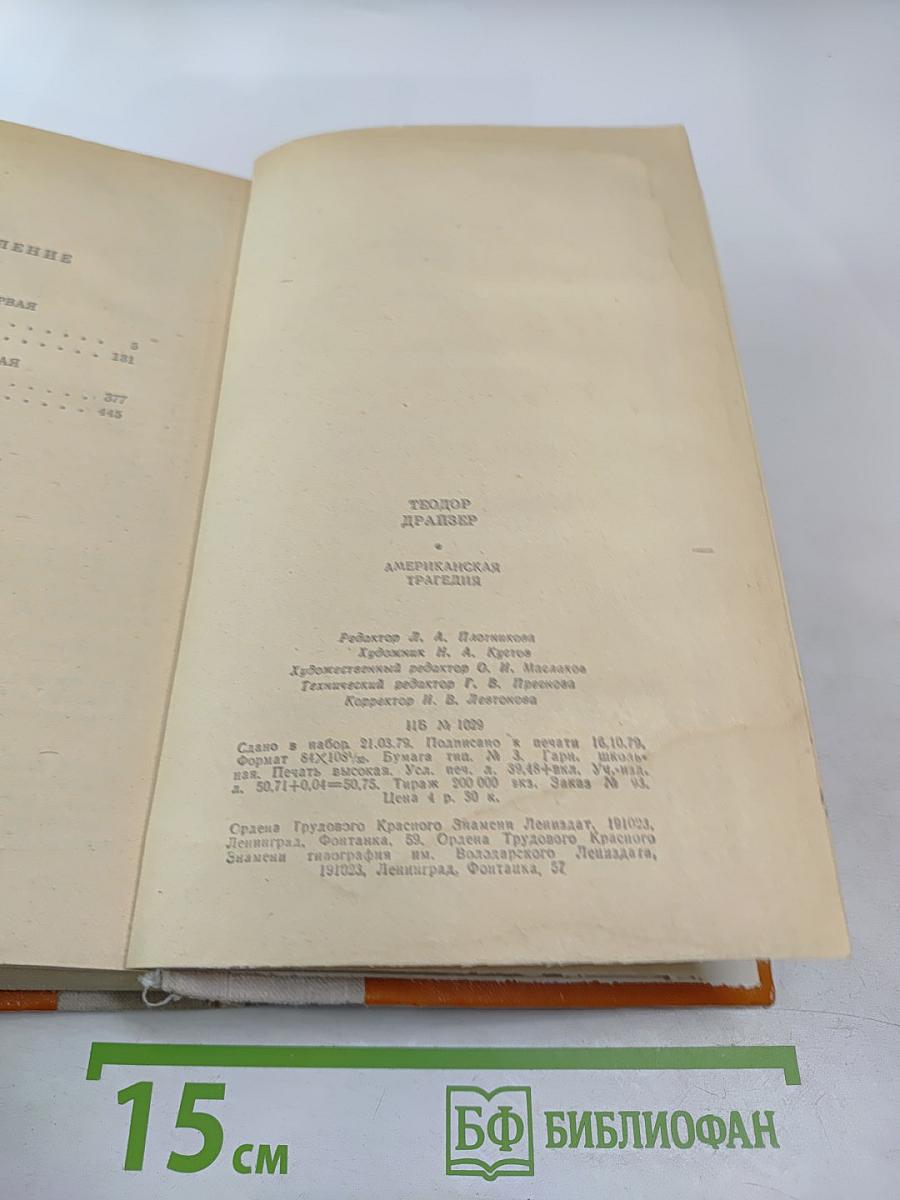 ЛЕНИЕ
РВАЯ
5
131
АЯ
377
445
ТЕОДОР
ДРАЙЗЕР
АМЕРИКАНСКАЯ
ТРАГЕДИЯ
Редактор Л. А. Плотникова
Художник Н. А. Кустов
Художественный редактор О. И. Маслаков
Технический редактор Г. В. Преснова
Корректор И. В. Левтонова
ИБ № 1029
Сдано в набор 21.03.79. Подписано к печати 16.10.79.
Формат 84×108¹/₃₂. Бумага тип. № 3. Гарн. школь-
ная. Печать высокая. Усл. печ. л. 39,48+вкл. Уч.-изд.
л. 50,71+0,04=50,75. Тираж 200 000 экз. Заказ № 93.
Цена 4 р. 30 к.
Ордена Трудового Красного Знамени Лениздат, 191023,
Ленинград, Фонтанка, 59. Ордена Трудового Красного
Знамени типография им. Володарского Лениздата,
191023, Ленинград, Фонтанка, 57
15 см
БФ БИБЛИОФАН